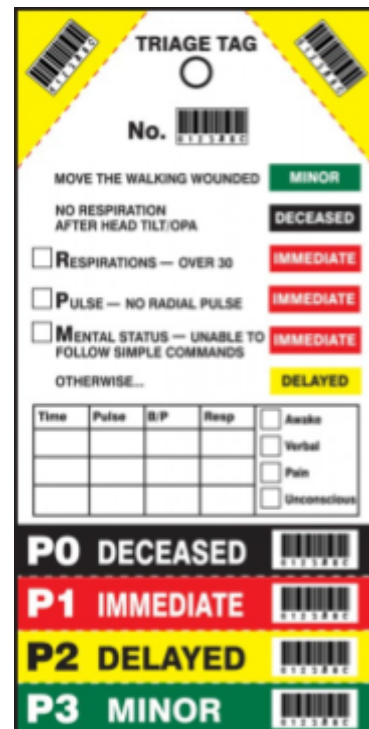 TRIAGE TAG
No.
MOVE THE WALKING WOUNDED MINOR
NO RESPIRATION
AFTER HEAD TILT/OPA DECEASED
RESPIRATIONS — OVER 30 IMMEDIATE
PULSE — NO RADIAL PULSE IMMEDIATE
MENTAL STATUS — UNABLE TO
FOLLOW SIMPLE COMMANDS IMMEDIATE
OTHERWISE... DELAYED
Time Pulse B/P Resp Awake
Verbal
Pain
Unconscious
P0 DECEASED
P1 IMMEDIATE
P2 DELAYED
P3 MINOR